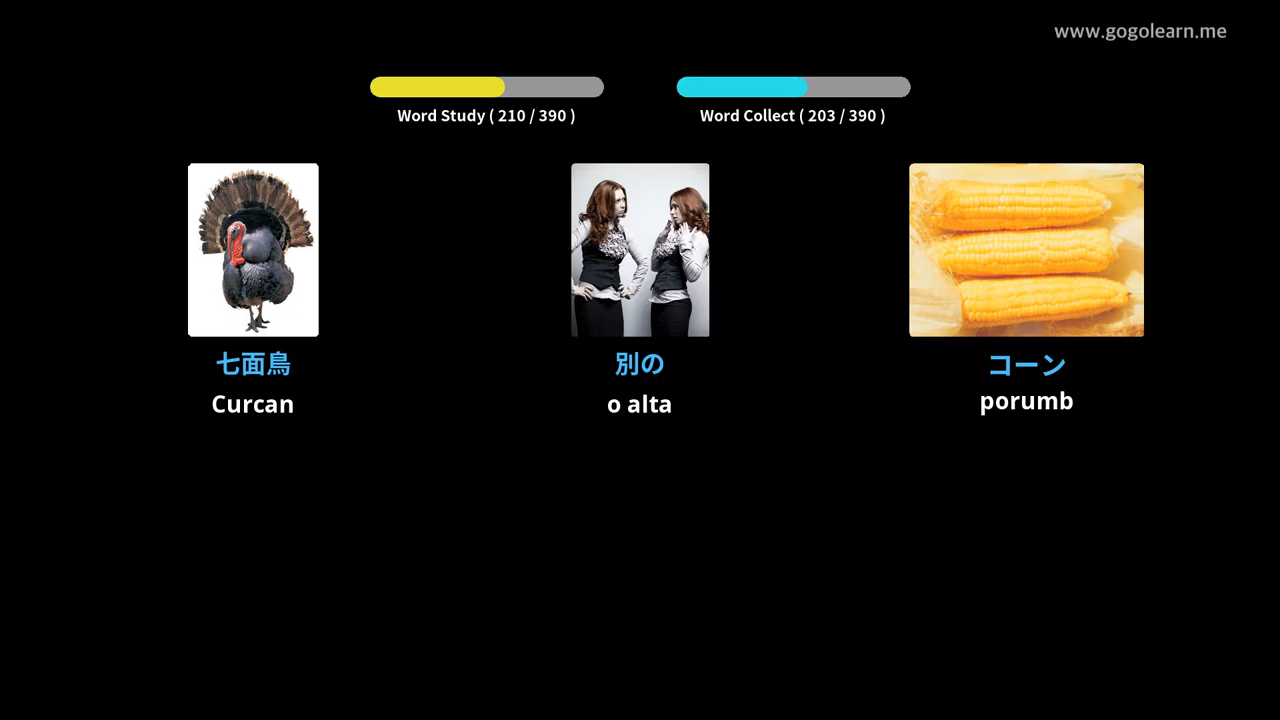 www.gogolearn.me
Word Study ( 210 / 390 )
Word Collect ( 203 / 390 )
七面鳥
別の
コーン
Curcan
o alta
porumb